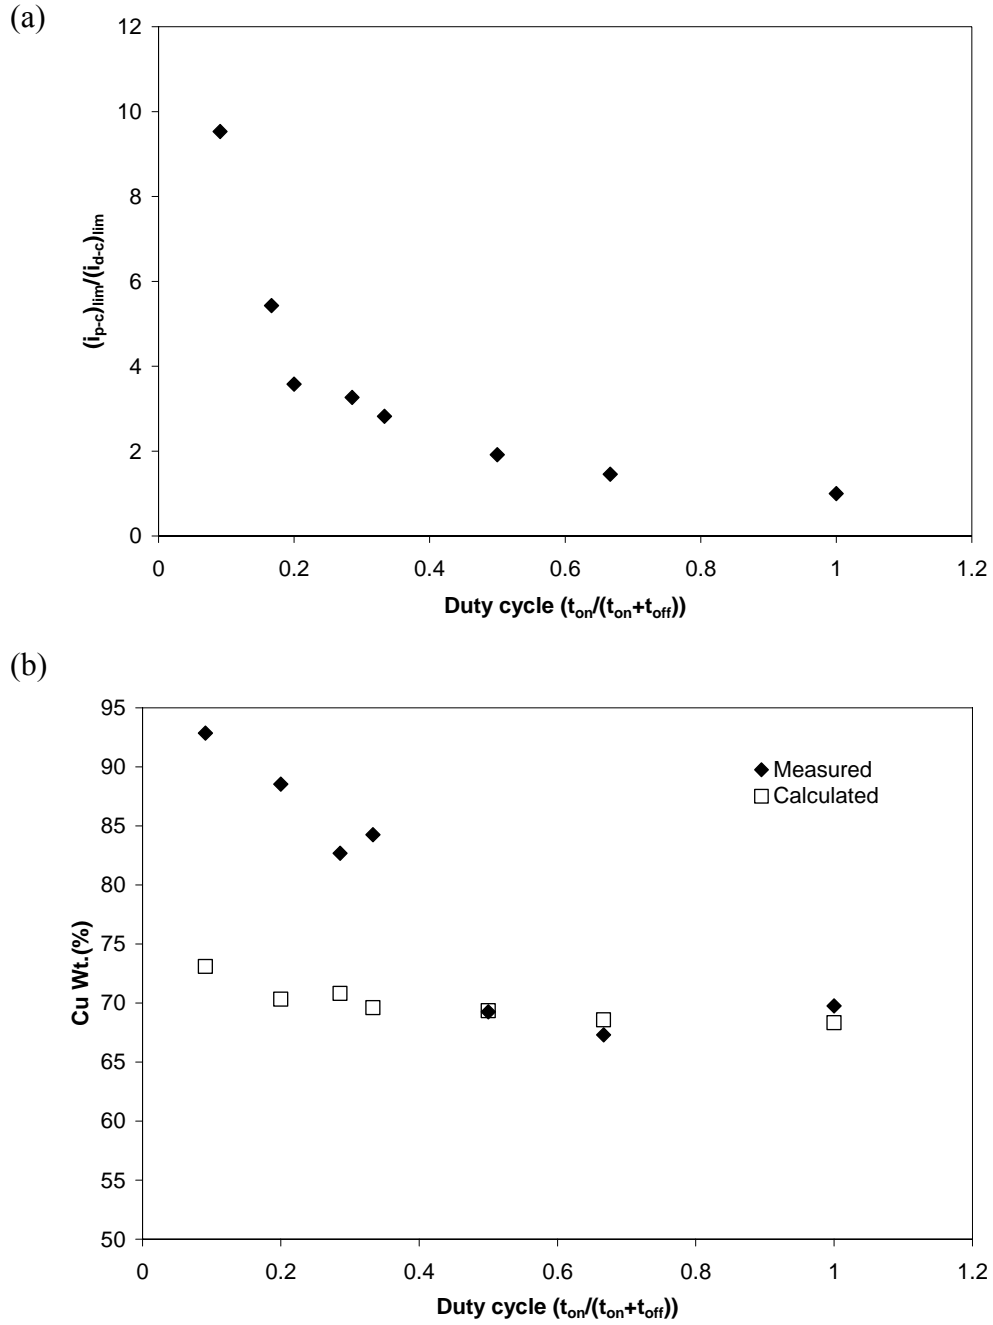 (a)
12
10
8
6
4
2
0
(ip-c)lim/(id-c)lim
0 0.2 0.4 0.6 0.8 1 1.2
Duty cycle (ton/(ton+toff))
(b)
95
90
85
80
75
70
65
60
55
50
Cu Wt.(%)
Measured
Calculated
0 0.2 0.4 0.6 0.8 1 1.2
Duty cycle (ton/(ton+toff))